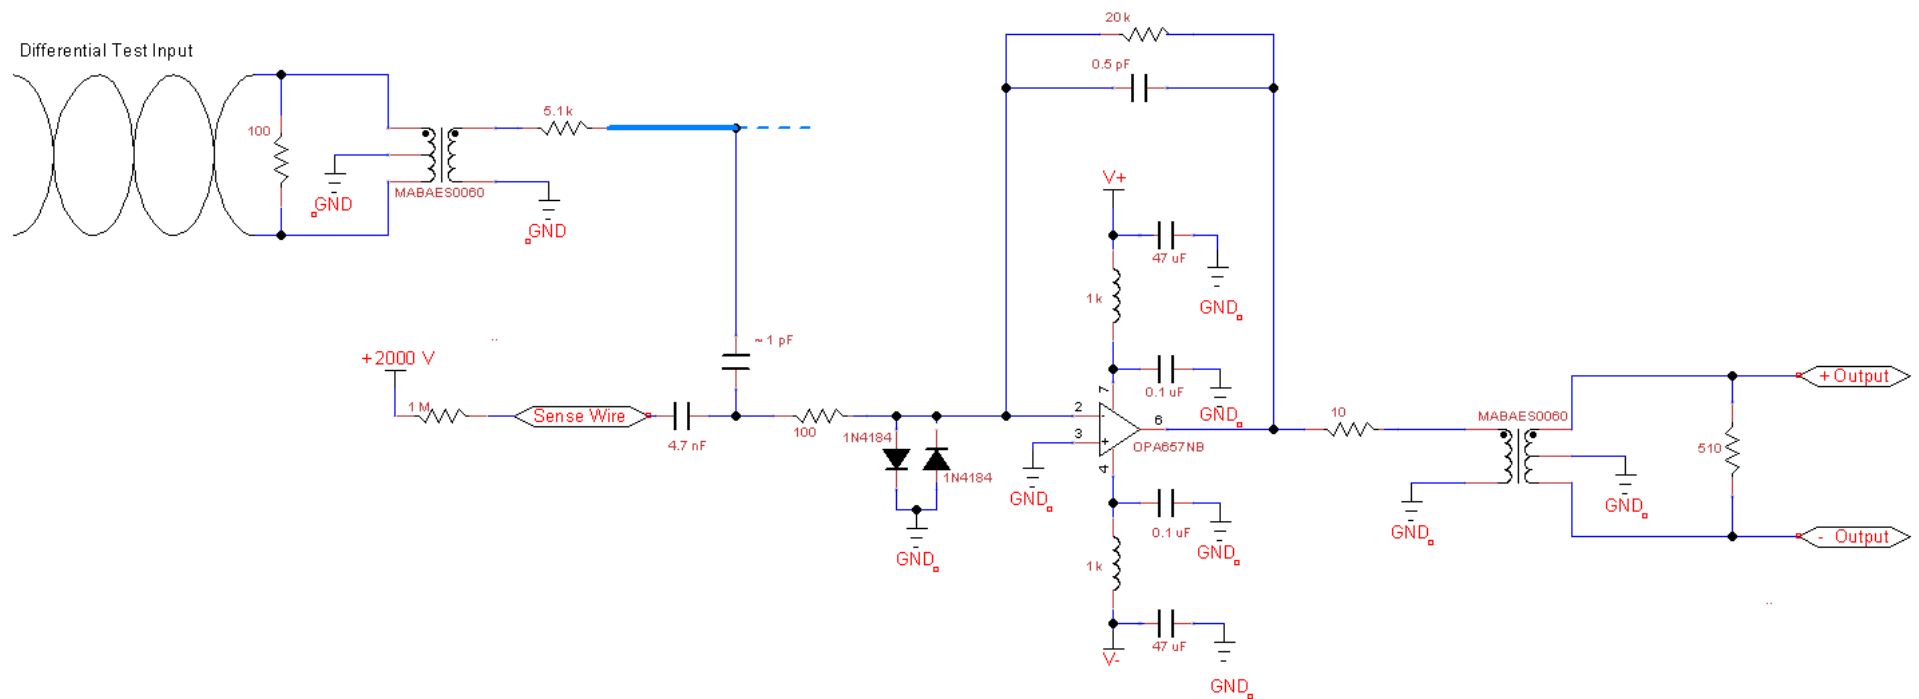 Differential Test Input
100
GND
MABAES0060
5.1k
GND
~ 1 pF
+2000 V
1M
Sense Wire
4.7 nF
100
1N4184
1N4184
GND
20k
0.5 pF
V+
47 uF
GND
1k
0.1 uF
GND
7
2
-
3
+
6
4
OPA657NB
GND
0.1 uF
GND
1k
47 uF
V-
GND
10
MABAES0060
GND
GND
510
+ Output
- Output